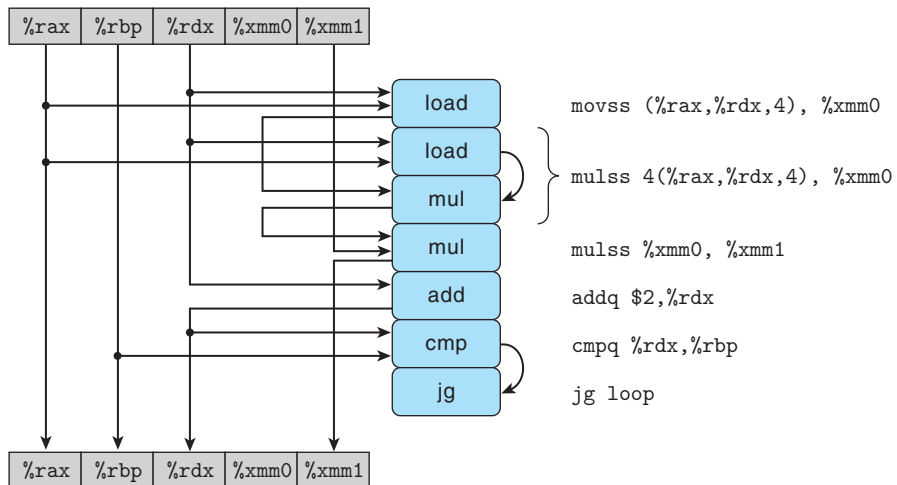 %rax %rbp %rdx %xmm0 %xmm1
load movss (%rax,%rdx,4), %xmm0
load
mulss 4(%rax,%rdx,4), %xmm0
mul
mul mulss %xmm0, %xmm1
add addq $2,%rdx
cmp cmpq %rdx,%rbp
jg jg loop
%rax %rbp %rdx %xmm0 %xmm1